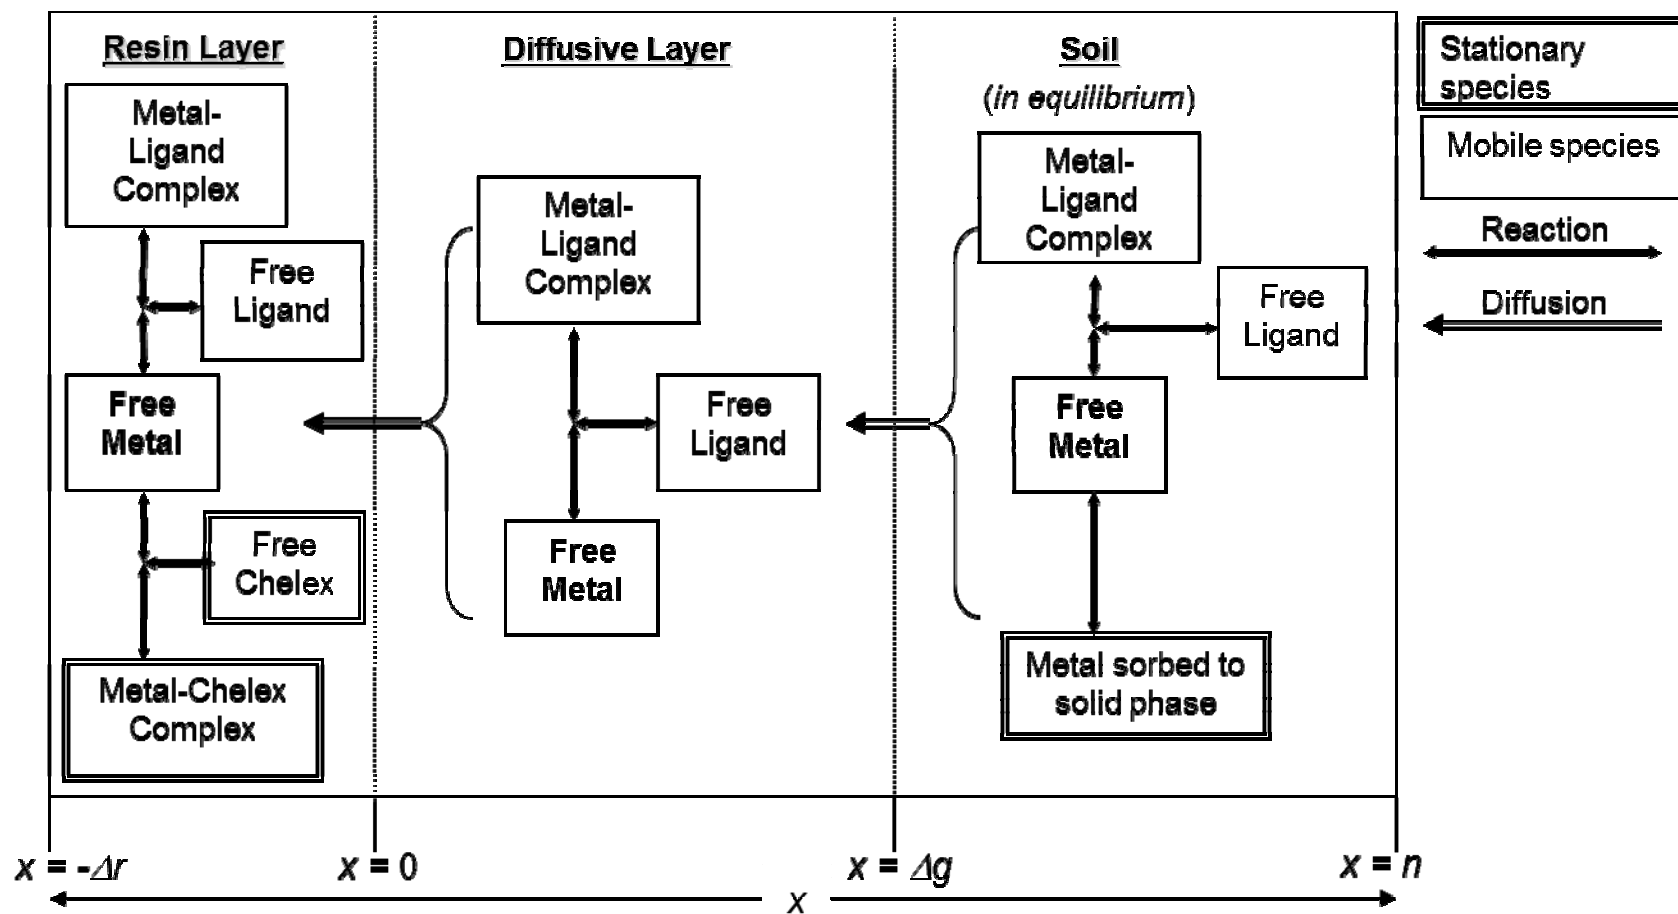 Resin Layer
Metal-
Ligand
Complex
Free
Ligand
Free
Metal
Free
Chelex
Metal-Chelex
Complex
Diffusive Layer
Metal-
Ligand
Complex
Free
Ligand
Free
Metal
Soil
(in equilibrium)
Metal-
Ligand
Complex
Free
Ligand
Free
Metal
Metal sorbed to
solid phase
Stationary
species
Mobile species
Reaction
Diffusion
x = -Δr
x = 0
x = Δg
x = n
x